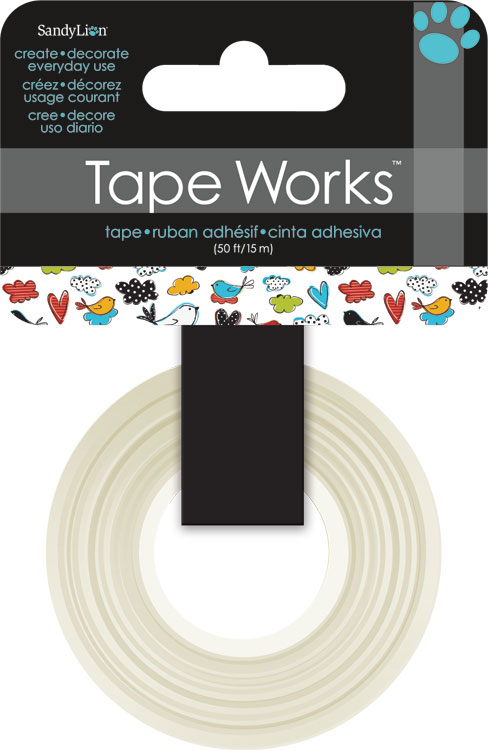 SandyLion®
create•decorate
everyday use
créez•décorez
usage courant
cree•decore
uso diario
Tape Works™
tape•ruban adhésif•cinta adhesiva
(50 ft/15 m)